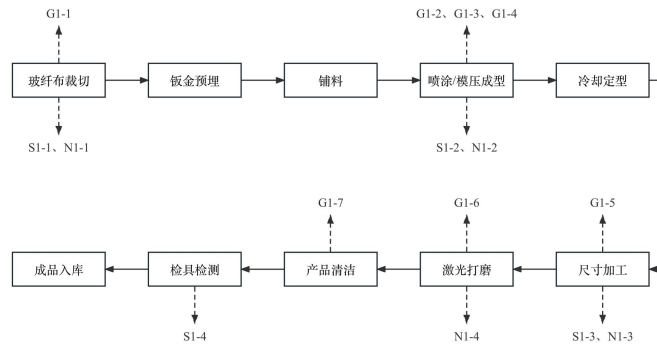 G1-1
G1-2、G1-3、G1-4
玻纤布裁切
钣金预埋
铺料
喷涂/模压成型
冷却定型
S1-1、N1-1
S1-2、N1-2
G1-7
G1-6
G1-5
成品入库
检具检测
产品清洁
激光打磨
尺寸加工
S1-4
N1-4
S1-3、N1-3